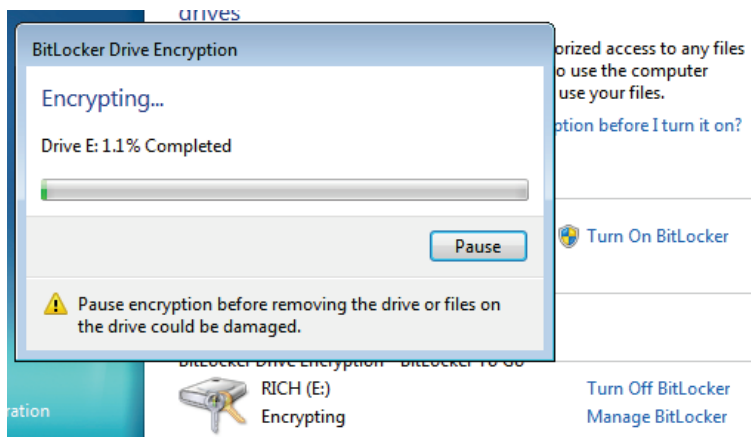 drives
BitLocker Drive Encryption
Encrypting...
Drive E: 1.1% Completed
Pause
Pause encryption before removing the drive or files on
the drive could be damaged.
orized access to any files
o use the computer
use your files.
ption before I turn it on?
Turn On BitLocker
BitLocker Drive Encryption - BitLocker To Go
RICH (E:)
Encrypting
Turn Off BitLocker
Manage BitLocker
ration